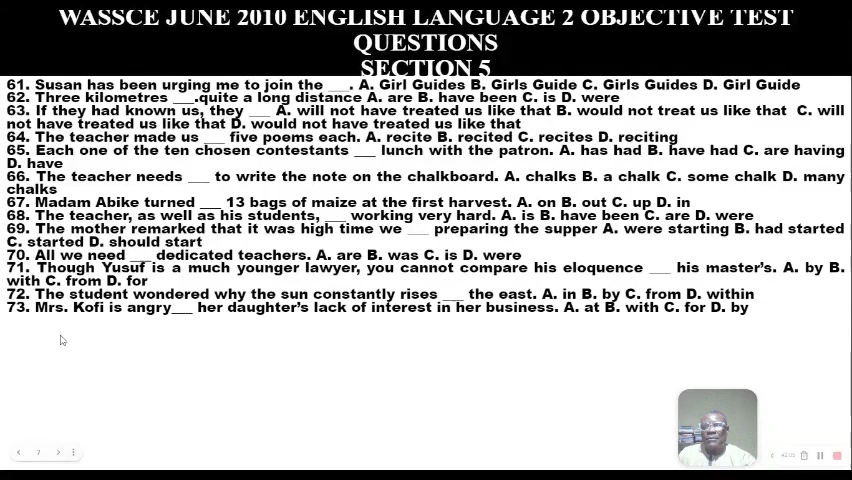 WASSCE JUNE 2010 ENGLISH LANGUAGE 2 OBJECTIVE TEST
QUESTIONS
SECTION 5
61. Susan has been urging me to join the ___. A. Girl Guides B. Girls Guide C. Girls Guides D. Girl Guide
62. Three kilometres ___.quite a long distance A. are B. have been C. is D. were
63. If they had known us, they ___ A. will not have treated us like that B. would not treat us like that C. will
not have treated us like that D. would not have treated us like that
64. The teacher made us ___ five poems each. A. recite B. recited C. recites D. reciting
65. Each one of the ten chosen contestants ___ lunch with the patron. A. has had B. have had C. are having
D. have
66. The teacher needs ___ to write the note on the chalkboard. A. chalks B. a chalk C. some chalk D. many
chalks
67. Madam Abike turned ___ 13 bags of maize at the first harvest. A. on B. out C. up D. in
68. The teacher, as well as his students, ___ working very hard. A. is B. have been C. are D. were
69. The mother remarked that it was high time we ___ preparing the supper A. were starting B. had started
C. started D. should start
70. All we need ___ dedicated teachers. A. are B. was C. is D. were
71. Though Yusuf is a much younger lawyer, you cannot compare his eloquence ___ his master's. A. by B.
with C. from D. for
72. The student wondered why the sun constantly rises ___ the east. A. in B. by C. from D. within
73. Mrs. Kofi is angry___ her daughter's lack of interest in her business. A. at B. with C. for D. by
7